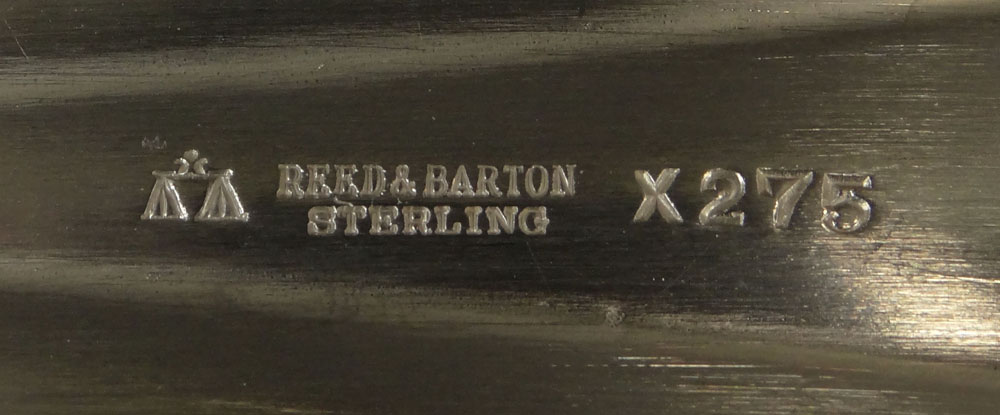 REED & BARTON
STERLING
X275